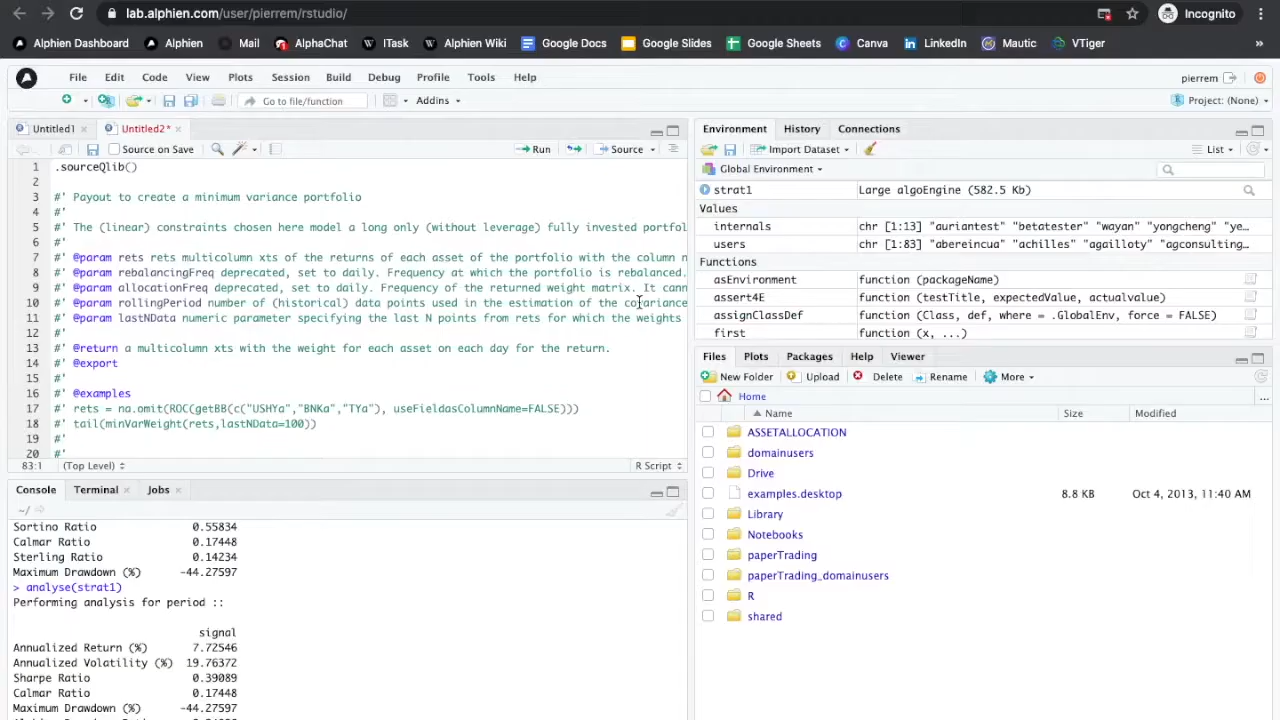 lab.alphien.com/user/pierrem/rstudio/
Incognito
Alphien Dashboard
Alphien
Mail
AlphaChat
ITask
Alphien Wiki
Google Docs
Google Slides
Google Sheets
Canva
LinkedIn
Mautic
VTiger
»
File Edit Code View Plots Session Build Debug Profile Tools Help
pierrem
Go to file/function
Addins
Project: (None)
Untitled1
Untitled2*
Source on Save
Run
Source
1 .sourceQlib()
2
3 #' Payout to create a minimum variance portfolio
4 #'
5 #' The (linear) constraints chosen here model a long only (without leverage) fully invested portfol
6 #'
7 #' @param rets rets multicolumn xts of the returns of each asset of the portfolio with the column n
8 #' @param rebalancingFreq deprecated, set to daily. Frequency at which the portfolio is rebalanced.
9 #' @param allocationFreq deprecated, set to daily. Frequency of the returned weight matrix. It cann
10 #' @param rollingPeriod number of (historical) data points used in the estimation of the covariance
11 #' @param lastNData numeric parameter specifying the last N points from rets for which the weights
12 #'
13 #' @return a multicolumn xts with the weight for each asset on each day for the return.
14 #' @export
15 #'
16 #' @examples
17 #' rets = na.omit(ROC(getBB(c("USHYa","BNKa","TYa"), useFieldasColumnName=FALSE)))
18 #' tail(minVarWeight(rets,lastNData=100))
19 #'
20 #'
83:1 (Top Level) R Script
Console Terminal Jobs
~/
Sortino Ratio 0.55834
Calmar Ratio 0.17448
Sterling Ratio 0.14234
Maximum Drawdown (%) -44.27597
> analyse(strat1)
Performing analysis for period ::
signal
Annualized Return (%) 7.72546
Annualized Volatility (%) 19.76372
Sharpe Ratio 0.39089
Calmar Ratio 0.17448
Maximum Drawdown (%) -44.27597
Environment History Connections
Import Dataset
List
Global Environment
strat1 Large algoEngine (582.5 Kb)
Values
internals chr [1:13] "auriantest" "betatester" "wayan" "yongcheng" "ye…
users chr [1:83] "abereincua" "achilles" "agailloty" "agconsulting…
Functions
asEnvironment function (packageName)
assert4E function (testTitle, expectedValue, actualvalue)
assignClassDef function (Class, def, where = .GlobalEnv, force = FALSE)
first function (x, ...)
Files Plots Packages Help Viewer
New Folder Upload Delete Rename More
Home
...
Name Size Modified
ASSETALLOCATION
domainusers
Drive
examples.desktop 8.8 KB Oct 4, 2013, 11:40 AM
Library
Notebooks
paperTrading
paperTrading_domainusers
R
shared